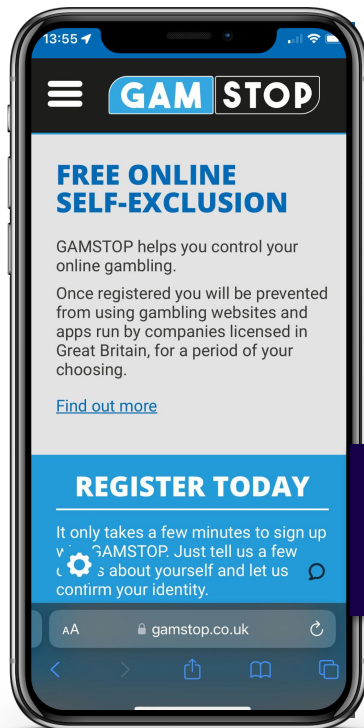 13:55
GAM STOP
FREE ONLINE
SELF-EXCLUSION
GAMSTOP helps you control your
online gambling.
Once registered you will be prevented
from using gambling websites and
apps run by companies licensed in
Great Britain, for a period of your
choosing.
Find out more
REGISTER TODAY
It only takes a few minutes to sign up
GAMSTOP. Just tell us a few
about yourself and let us
confirm your identity.
AA gamstop.co.uk